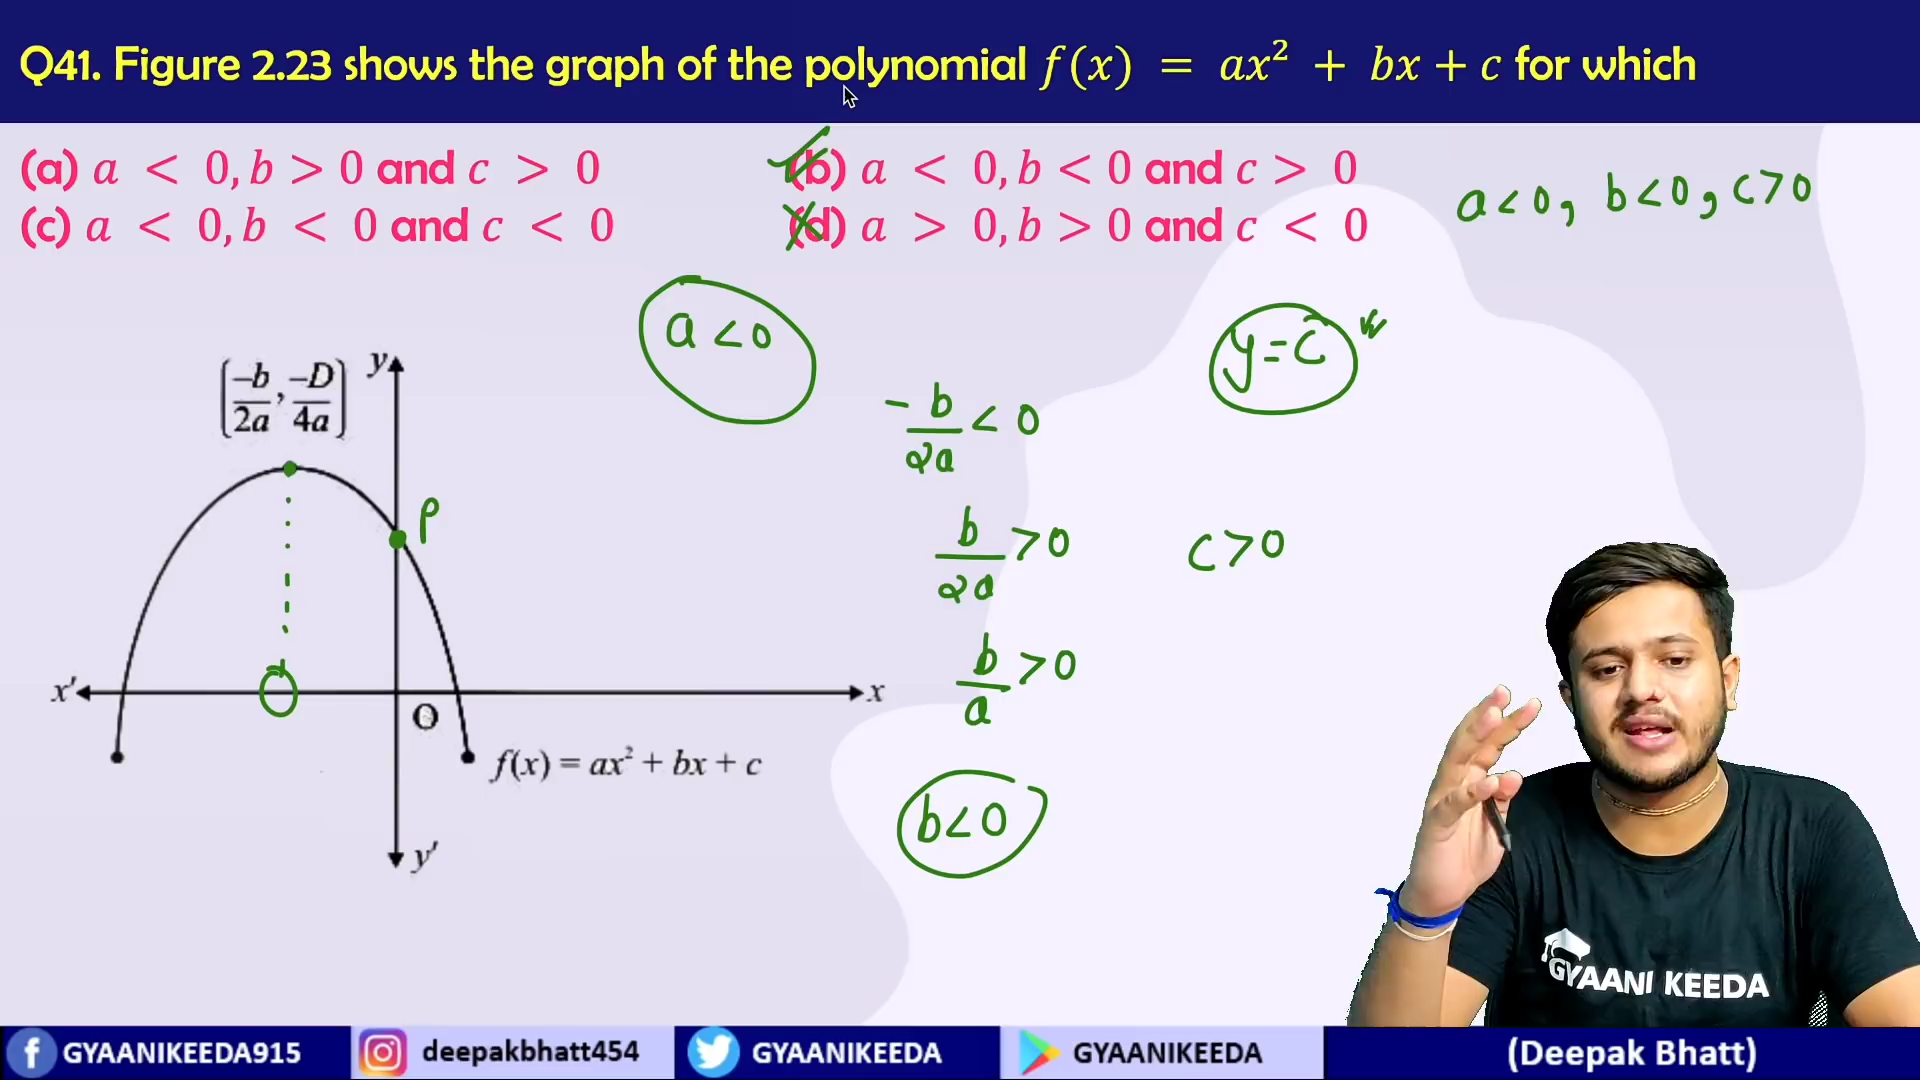 Q41. Figure 2.23 shows the graph of the polynomial f(x) = ax² + bx + c for which
(a) a < 0, b > 0 and c > 0
(b) a < 0, b < 0 and c > 0
(c) a < 0, b < 0 and c < 0
(d) a > 0, b > 0 and c < 0
a<0, b<0, c>0
a<0
y=c
(-b/2a, -D/4a)
y
-b/2a < 0
P
b/2a > 0
c>0
b/a > 0
x'
x
O
f(x) = ax² + bx + c
b<0
y'
GYAANI KEEDA
GYAANIKEEDA915
deepakbhatt454
GYAANIKEEDA
GYAANIKEEDA
(Deepak Bhatt)